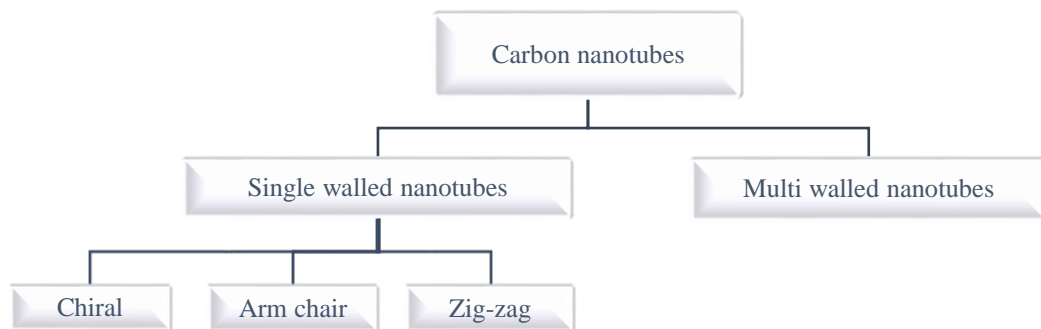 Carbon nanotubes
Single walled nanotubes
Multi walled nanotubes
Chiral
Arm chair
Zig-zag